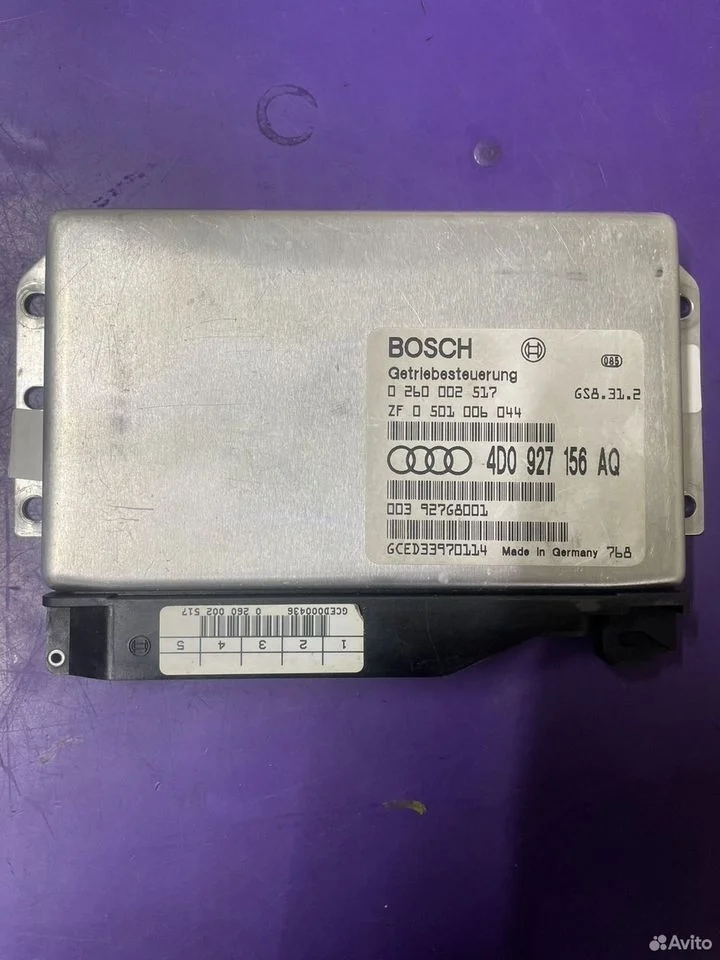 BOSCH
085
Getriebesteuerung
0 260 002 517
GS8.31.2
ZF 0 501 006 044
4D0 927 156 AQ
003 92768001
GCED33970114 Made in Germany 768
1 2 3 4 5
GCED000436 0 260 002 517
Avito